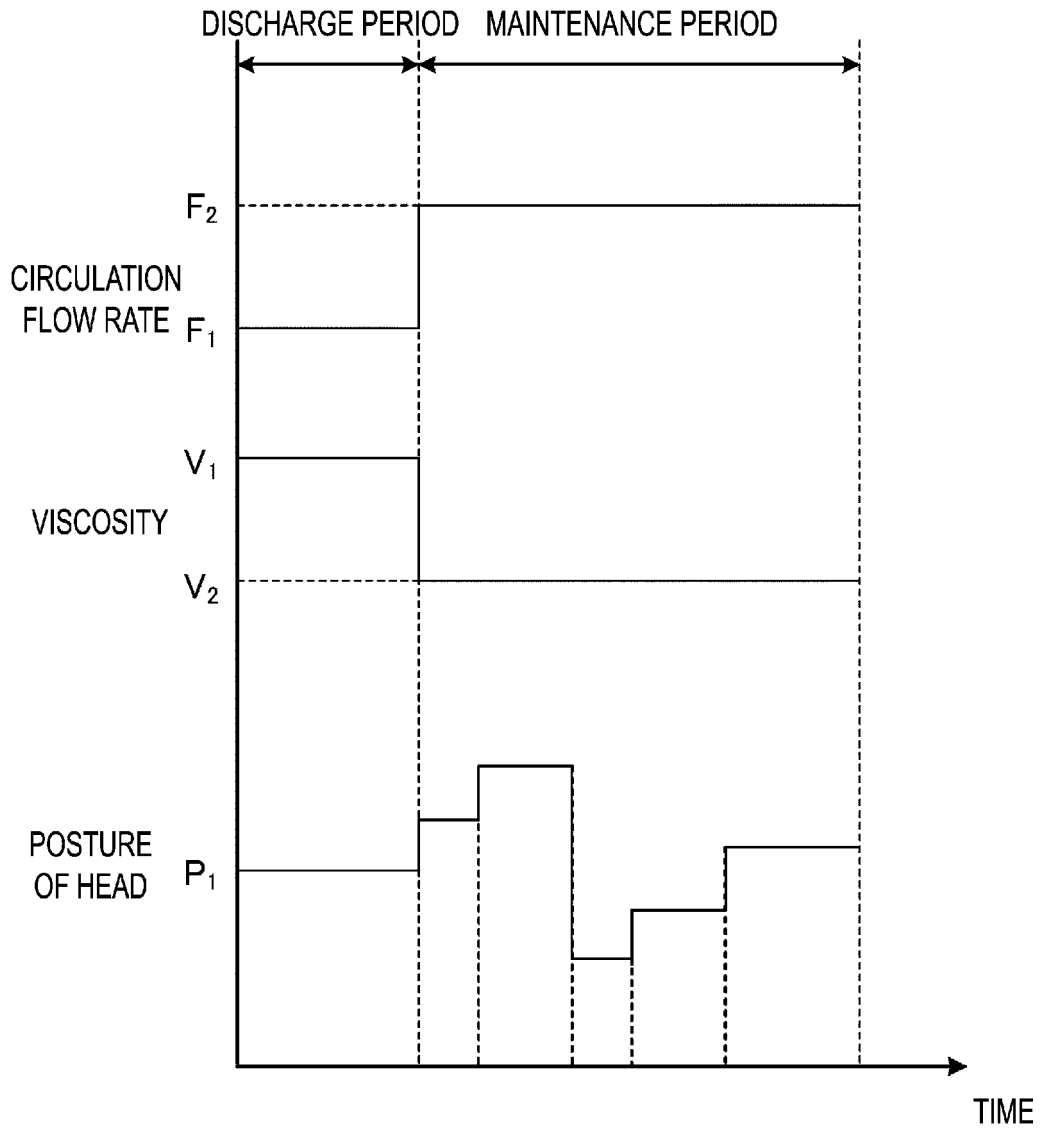 DISCHARGE PERIOD MAINTENANCE PERIOD
F₂
CIRCULATION
FLOW RATE
F₁
V₁
VISCOSITY
V₂
POSTURE
OF HEAD
P₁
TIME